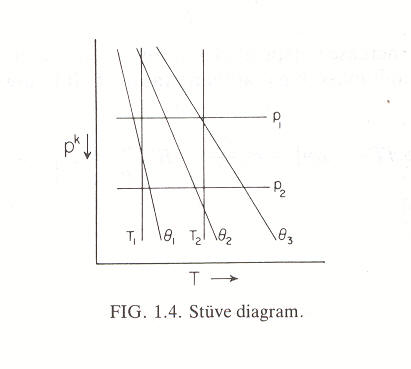 p₁
pᵏ ↓
p₂
T₁ θ₁ T₂ θ₂ θ₃
T →
FIG. 1.4. Stüve diagram.